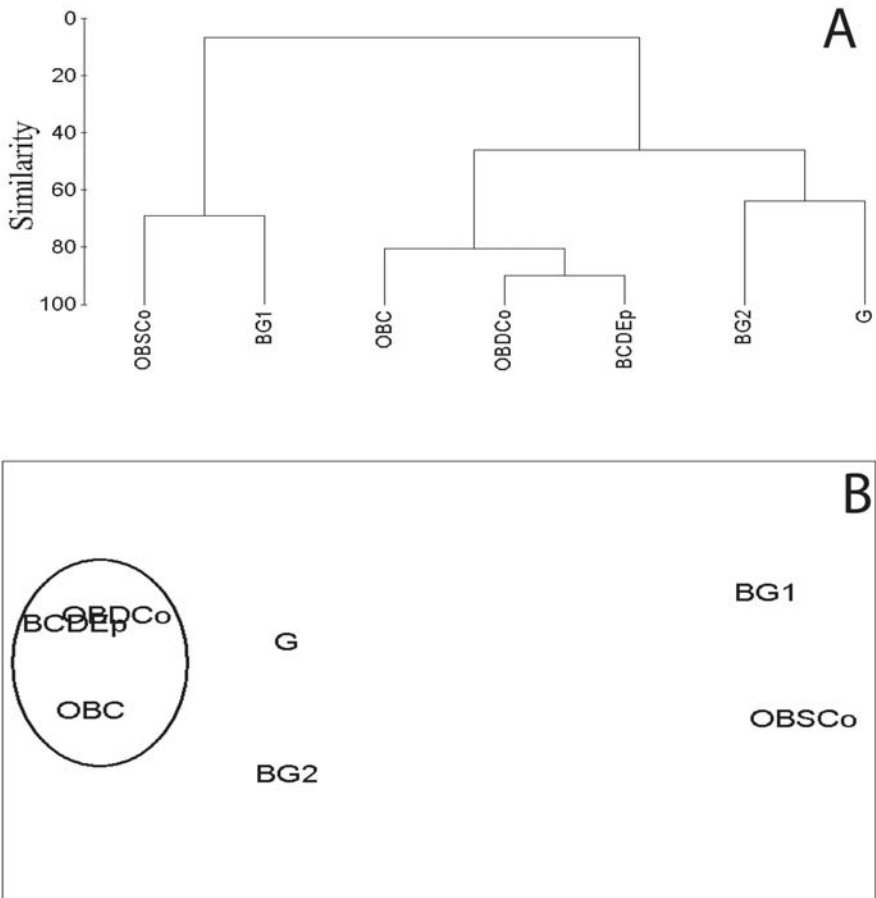 A
Similarity
0
20
40
60
80
100
OBSCo
BG1
OBC
OBDCo
BCDEp
BG2
G
B
BG1
OBDCo
BCDEp
G
OBC
OBSCo
BG2